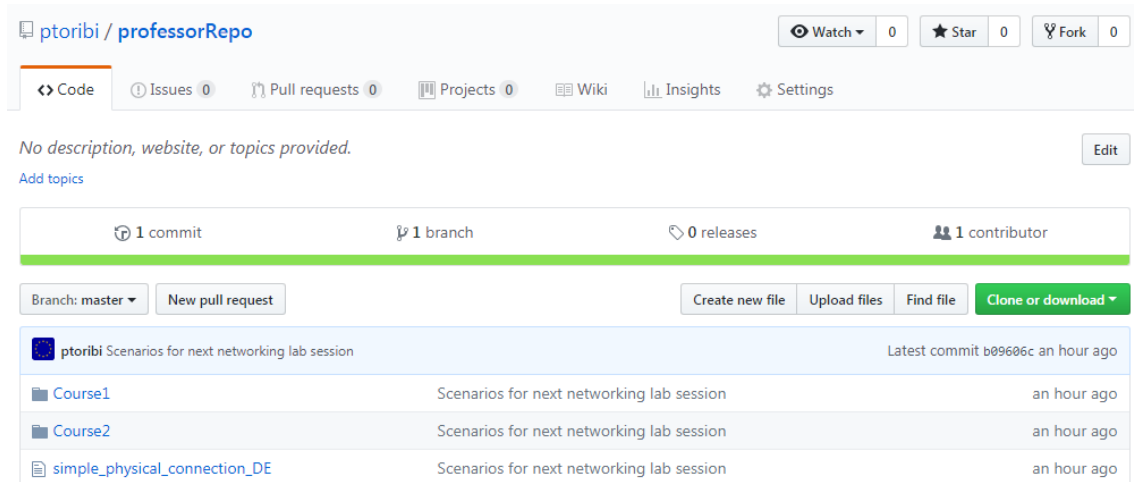 ptoribi / professorRepo Watch 0 Star 0 Fork 0
Code Issues 0 Pull requests 0 Projects 0 Wiki Insights Settings
No description, website, or topics provided. Edit
Add topics
1 commit 1 branch 0 releases 1 contributor
Branch: master New pull request Create new file Upload files Find file Clone or download
ptoribi Scenarios for next networking lab session Latest commit b09606c an hour ago
Course1 Scenarios for next networking lab session an hour ago
Course2 Scenarios for next networking lab session an hour ago
simple_physical_connection_DE Scenarios for next networking lab session an hour ago